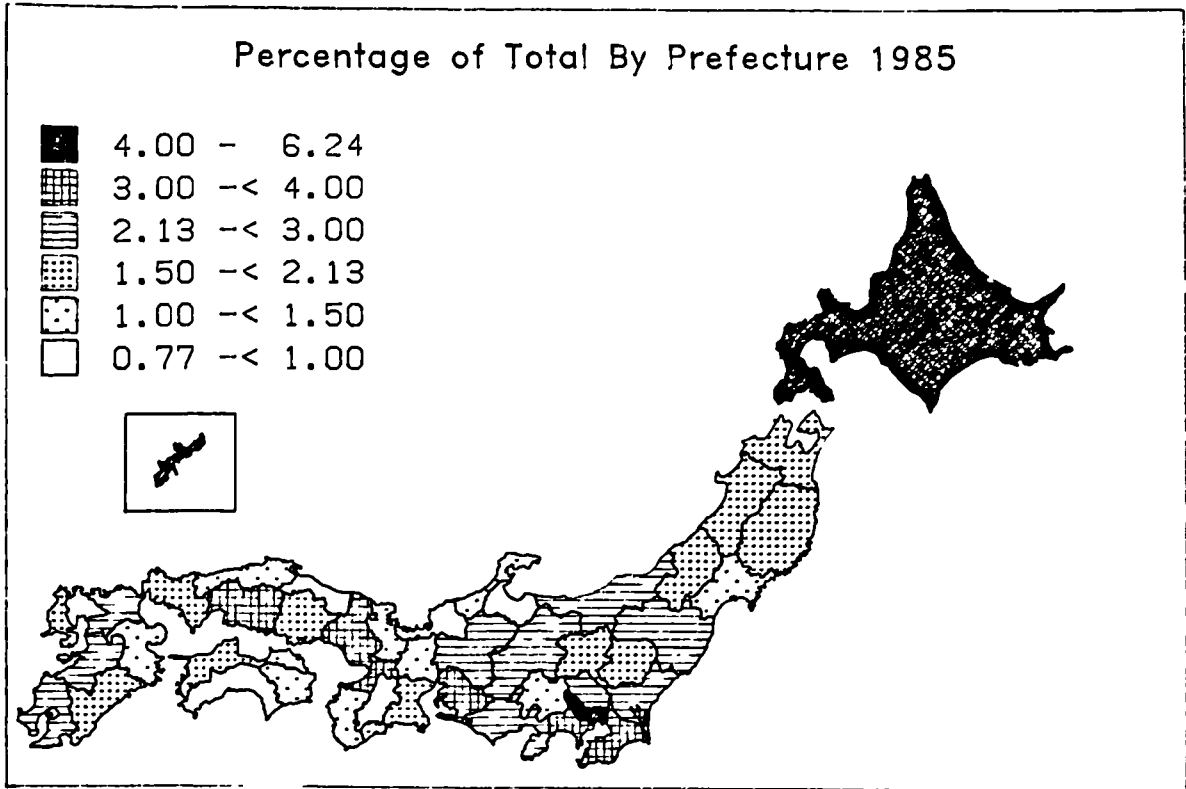 Percentage of Total By Prefecture 1985
4.00 - 6.24
3.00 -< 4.00
2.13 -< 3.00
1.50 -< 2.13
1.00 -< 1.50
0.77 -< 1.00